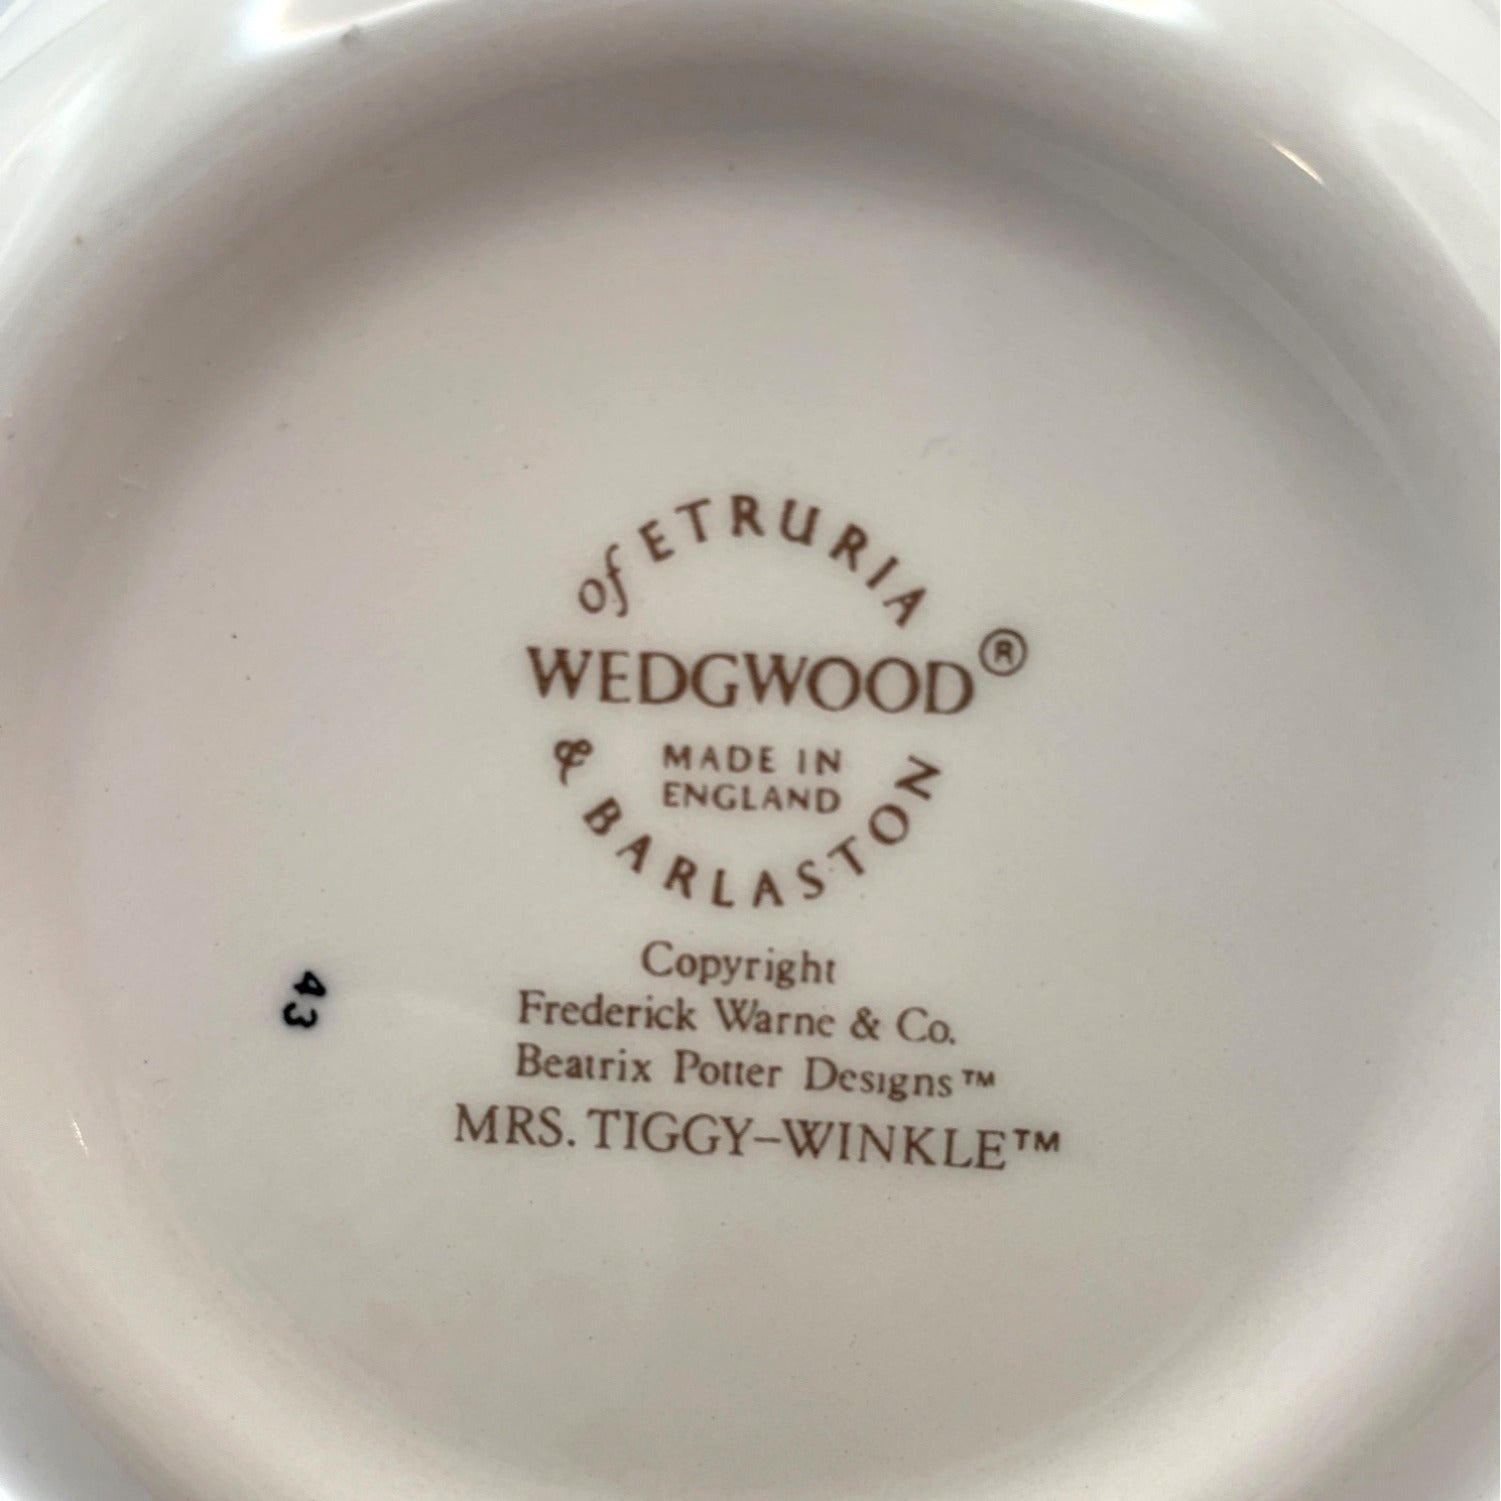 of ETRURIA
WEDGWOOD®
MADE IN
ENGLAND
& BARLASTON
Copyright
Frederick Warne & Co.
Beatrix Potter Designs™
MRS. TIGGY–WINKLE™
43